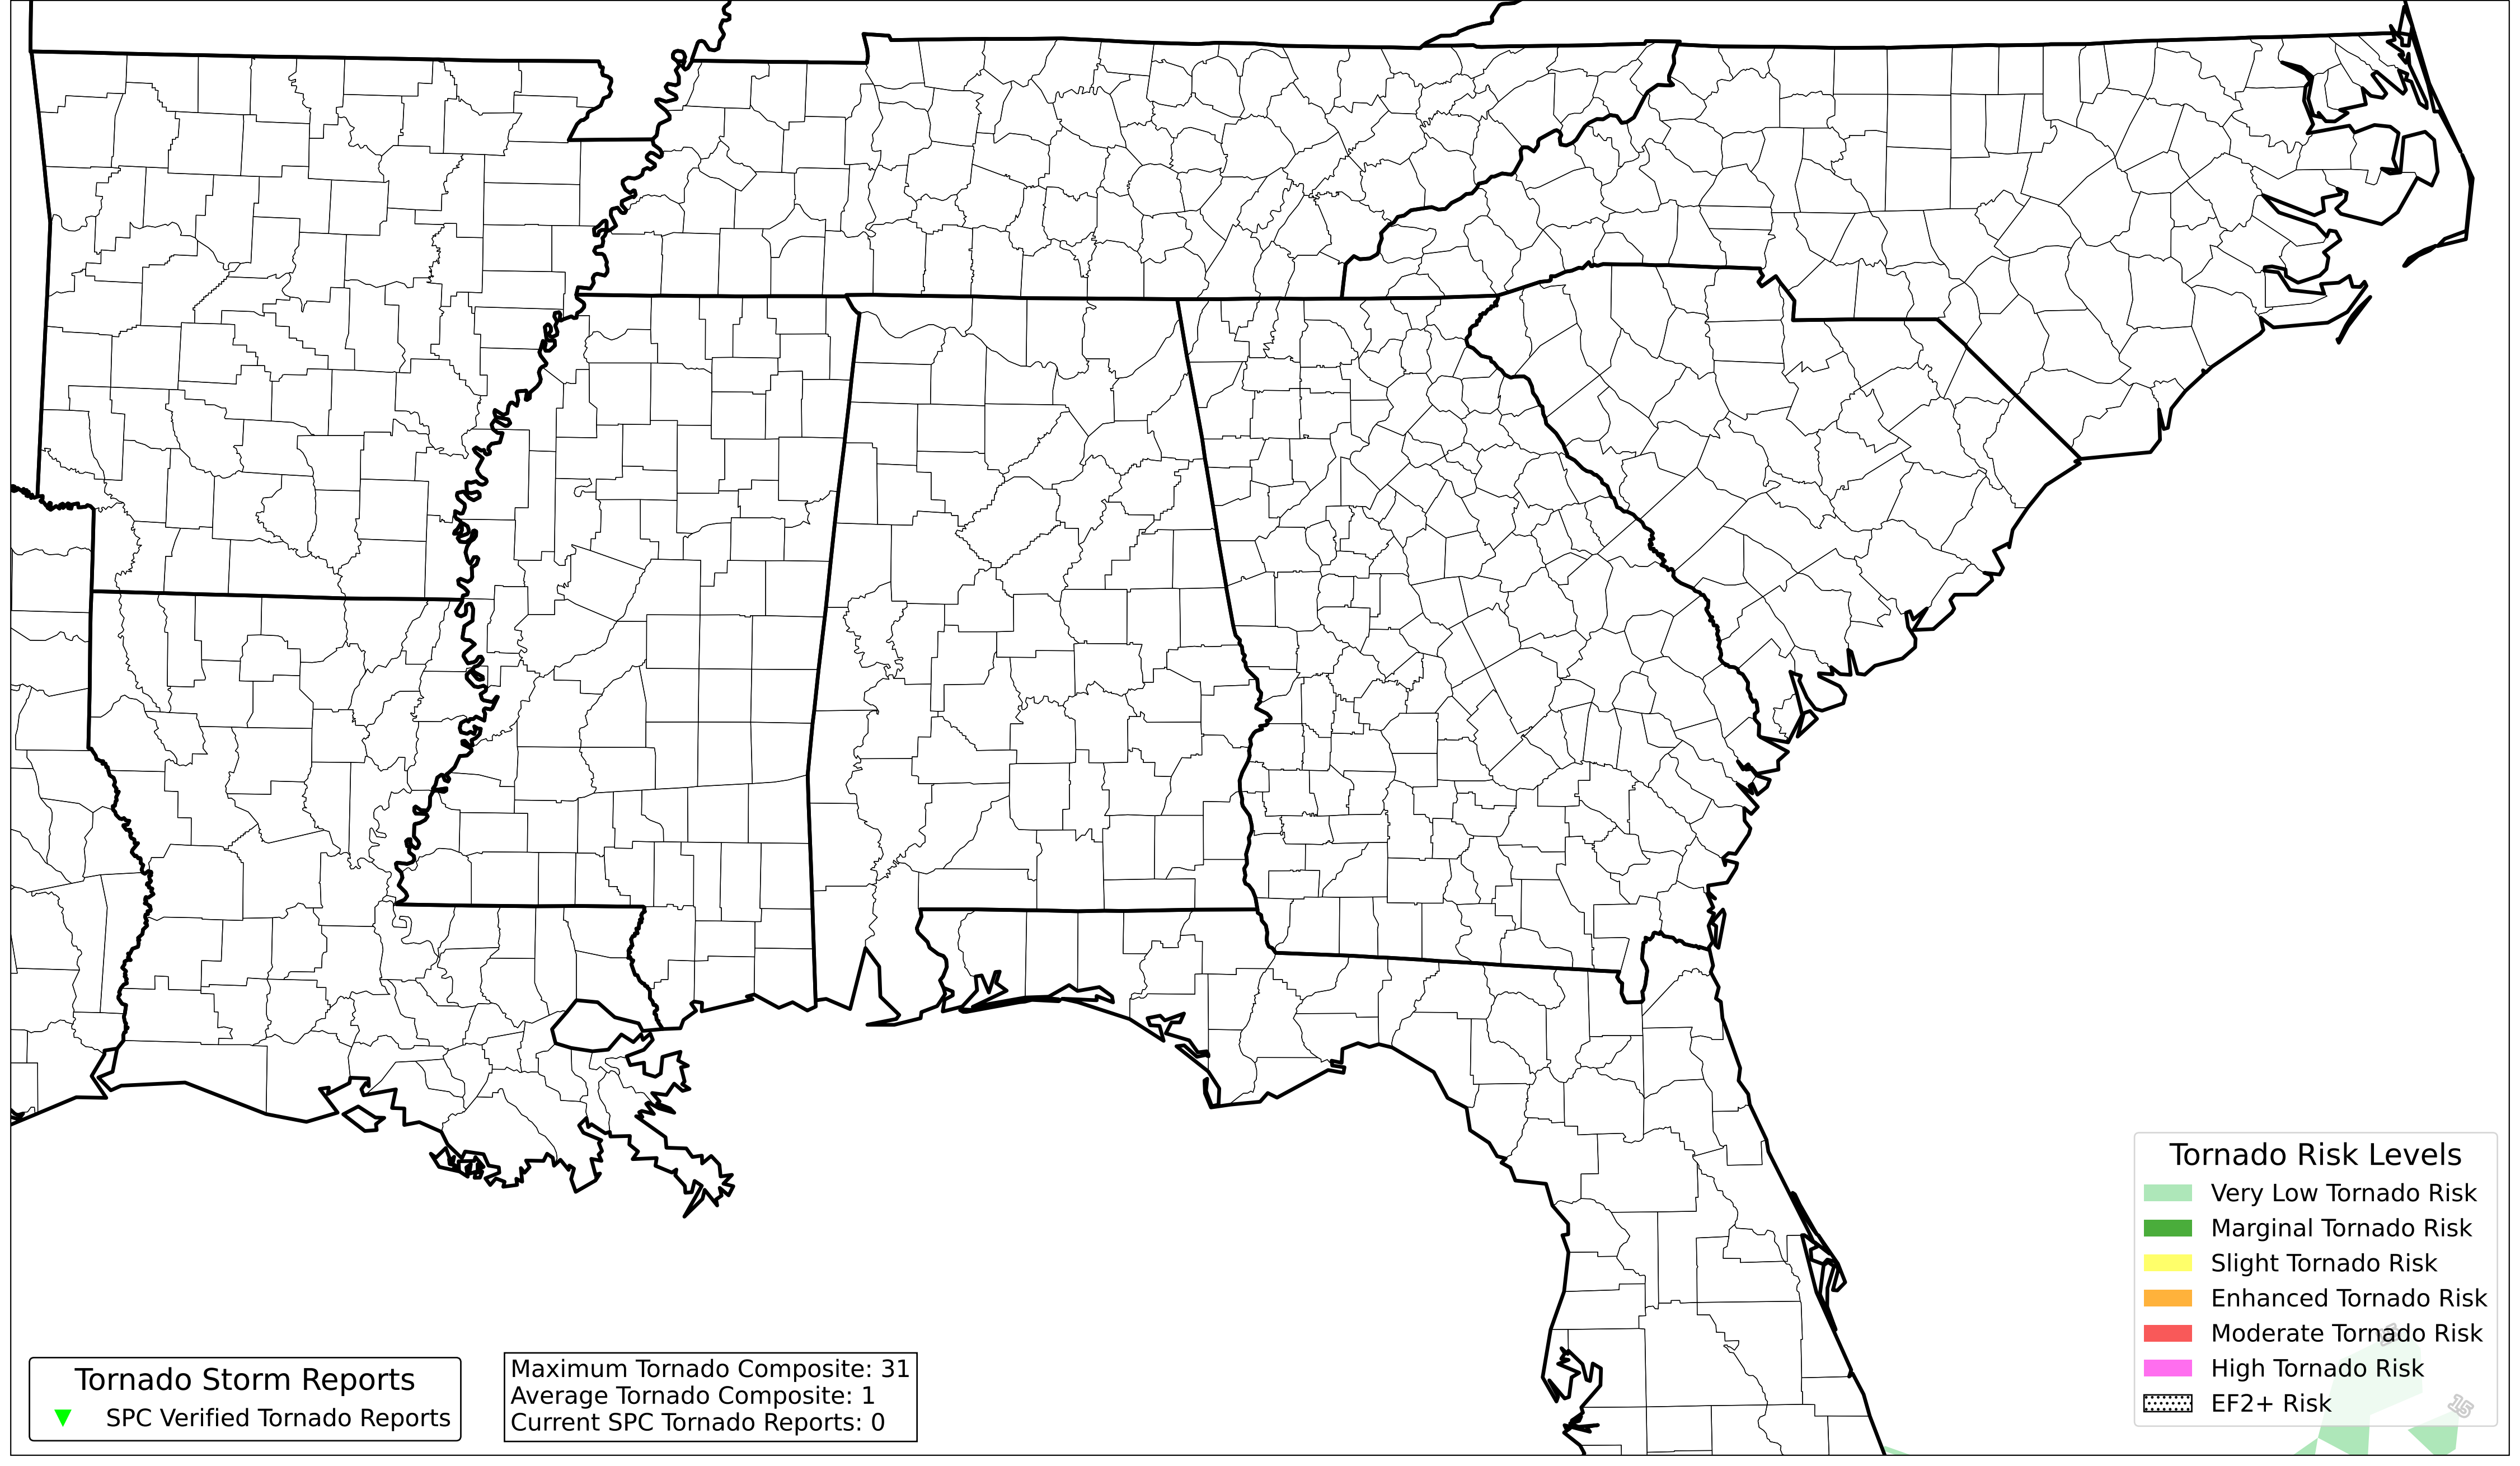 Tornado Risk Levels
Very Low Tornado Risk
Marginal Tornado Risk
Slight Tornado Risk
Enhanced Tornado Risk
Moderate Tornado Risk
High Tornado Risk
EF2+ Risk
15
Tornado Storm Reports
SPC Verified Tornado Reports
Maximum Tornado Composite: 31
Average Tornado Composite: 1
Current SPC Tornado Reports: 0